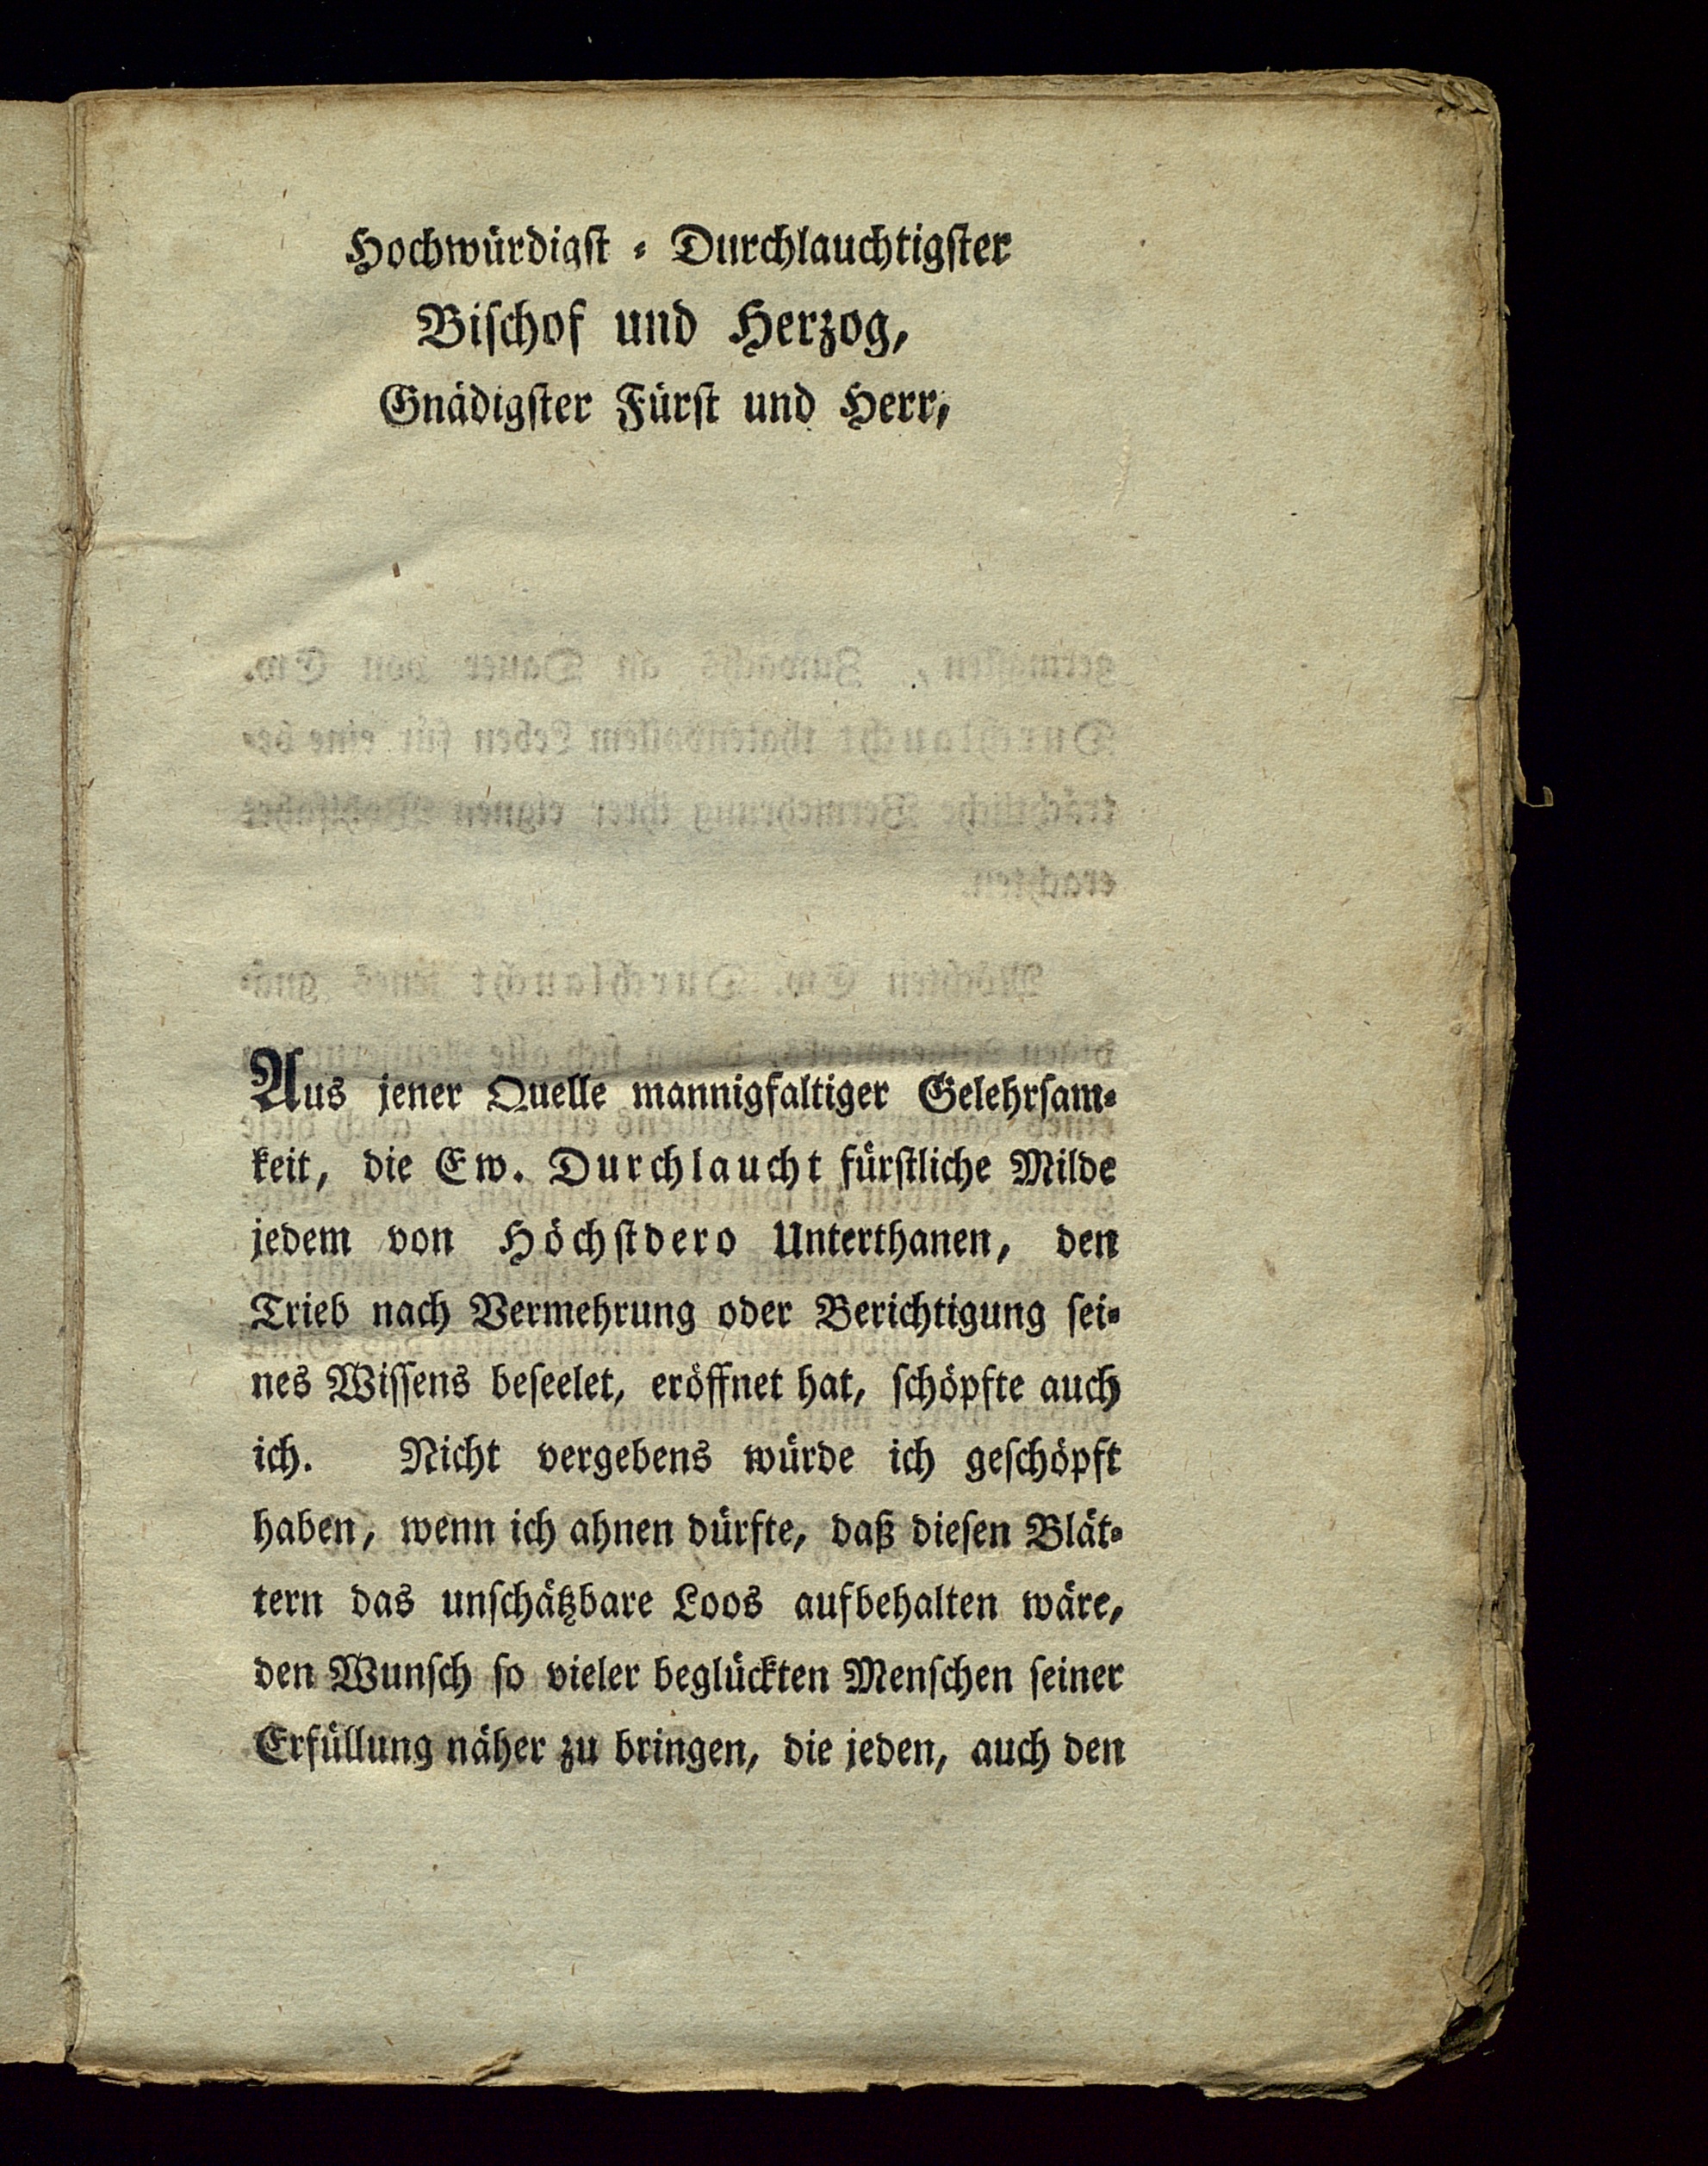 Hochwürdigſt ⸗ Durchlauchtigſter
Biſchof und Herzog,
Gnädigſter Fürſt und Herr,
Aus jener Quelle mannigfaltiger Gelehrſam⸗
keit, die Ew. Durchlaucht fürſtliche Milde
jedem von Höchſtdero Unterthanen, den
Trieb nach Vermehrung oder Berichtigung ſei⸗
nes Wiſſens beſeelet, eröffnet hat, ſchöpfte auch
ich. Nicht vergebens würde ich geſchöpft
haben, wenn ich ahnen dürfte, daß dieſen Blät⸗
tern das unſchätzbare Loos aufbehalten wäre,
den Wunſch ſo vieler beglückten Menſchen ſeiner
Erfüllung näher zu bringen, die jeden, auch den